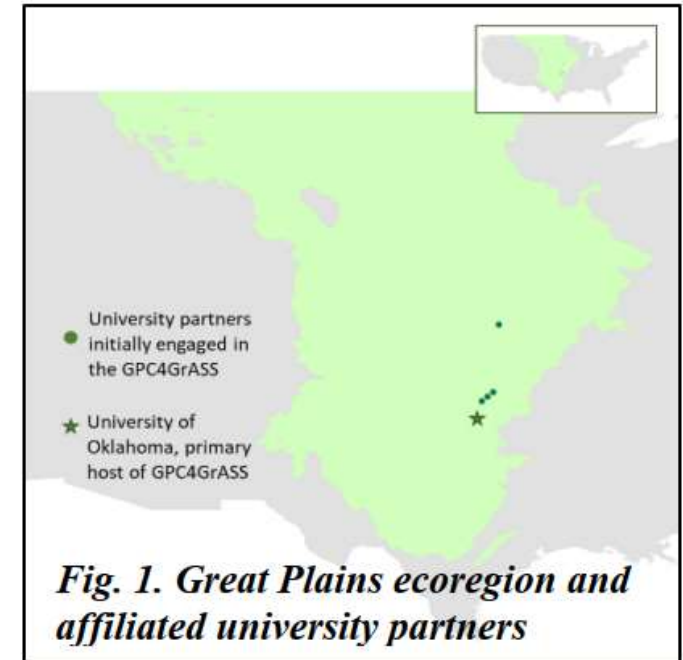 University partners
initially engaged in
the GPC4GrASS
University of
Oklahoma, primary
host of GPC4GrASS
Fig. 1. Great Plains ecoregion and
affiliated university partners